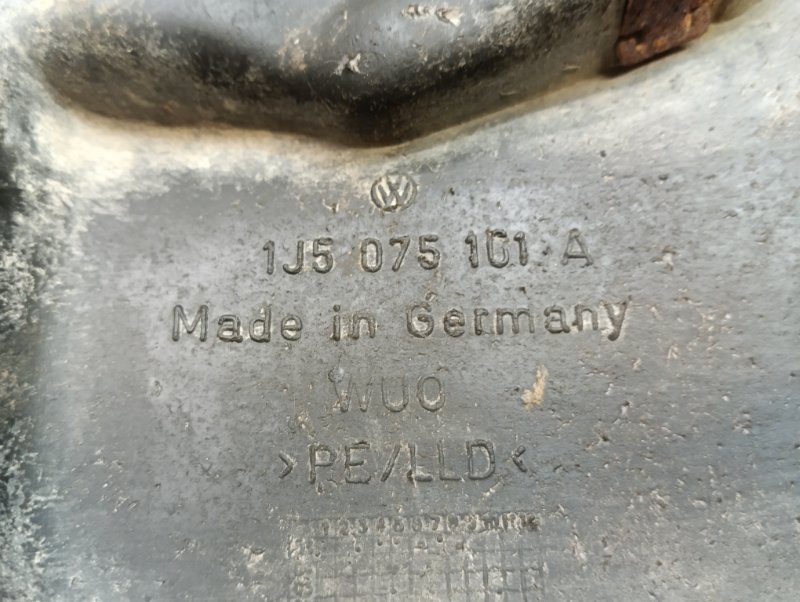 1J5 075 101 A
Made in Germany
WUO
>PE/LLD<